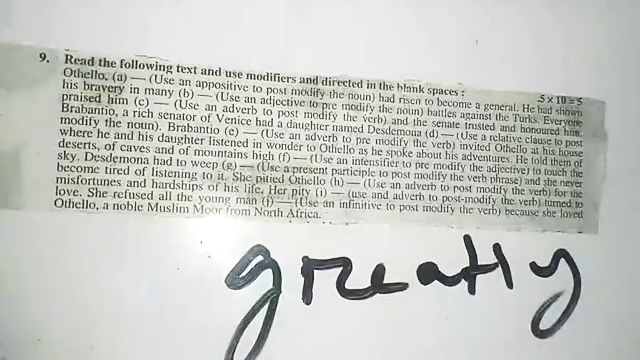 9. Read the following text and use modifiers and directed in the blank spaces : .5 x 10 = 5
Othello, (a) — (Use an appositive to post modify the noun) had risen to become a general. He had shown
his bravery in many (b) — (Use an adjective to pre modify the noun) battles against the Turks. Everyone
praised him (c) — (Use an adverb to post modify the verb) and the senate trusted and honoured him.
Brabantio, a rich senator of Venice had a daughter named Desdemona (d) — (Use a relative clause to post
modify the noun). Brabantio (e) — (Use an adverb to pre modify the verb) invited Othello at his house
where he and his daughter listened in wonder to Othello as he spoke about his adventures. He told them of
deserts, of caves and of mountains high (f) — (Use an intensifier to pre modify the adjective) to touch the
sky. Desdemona had to weep (g) — (Use a present participle to post modify the verb phrase) and she never
become tired of listening to it. She pitied Othello (h) — (Use an adverb to post modify the verb) for the
misfortunes and hardships of his life. Her pity (i) — (use and adverb to post-modify the verb) turned to
love. She refused all the young man (j) — (Use an infinitive to post modify the verb) because she loved
Othello, a noble Muslim Moor from North Africa.
greatly